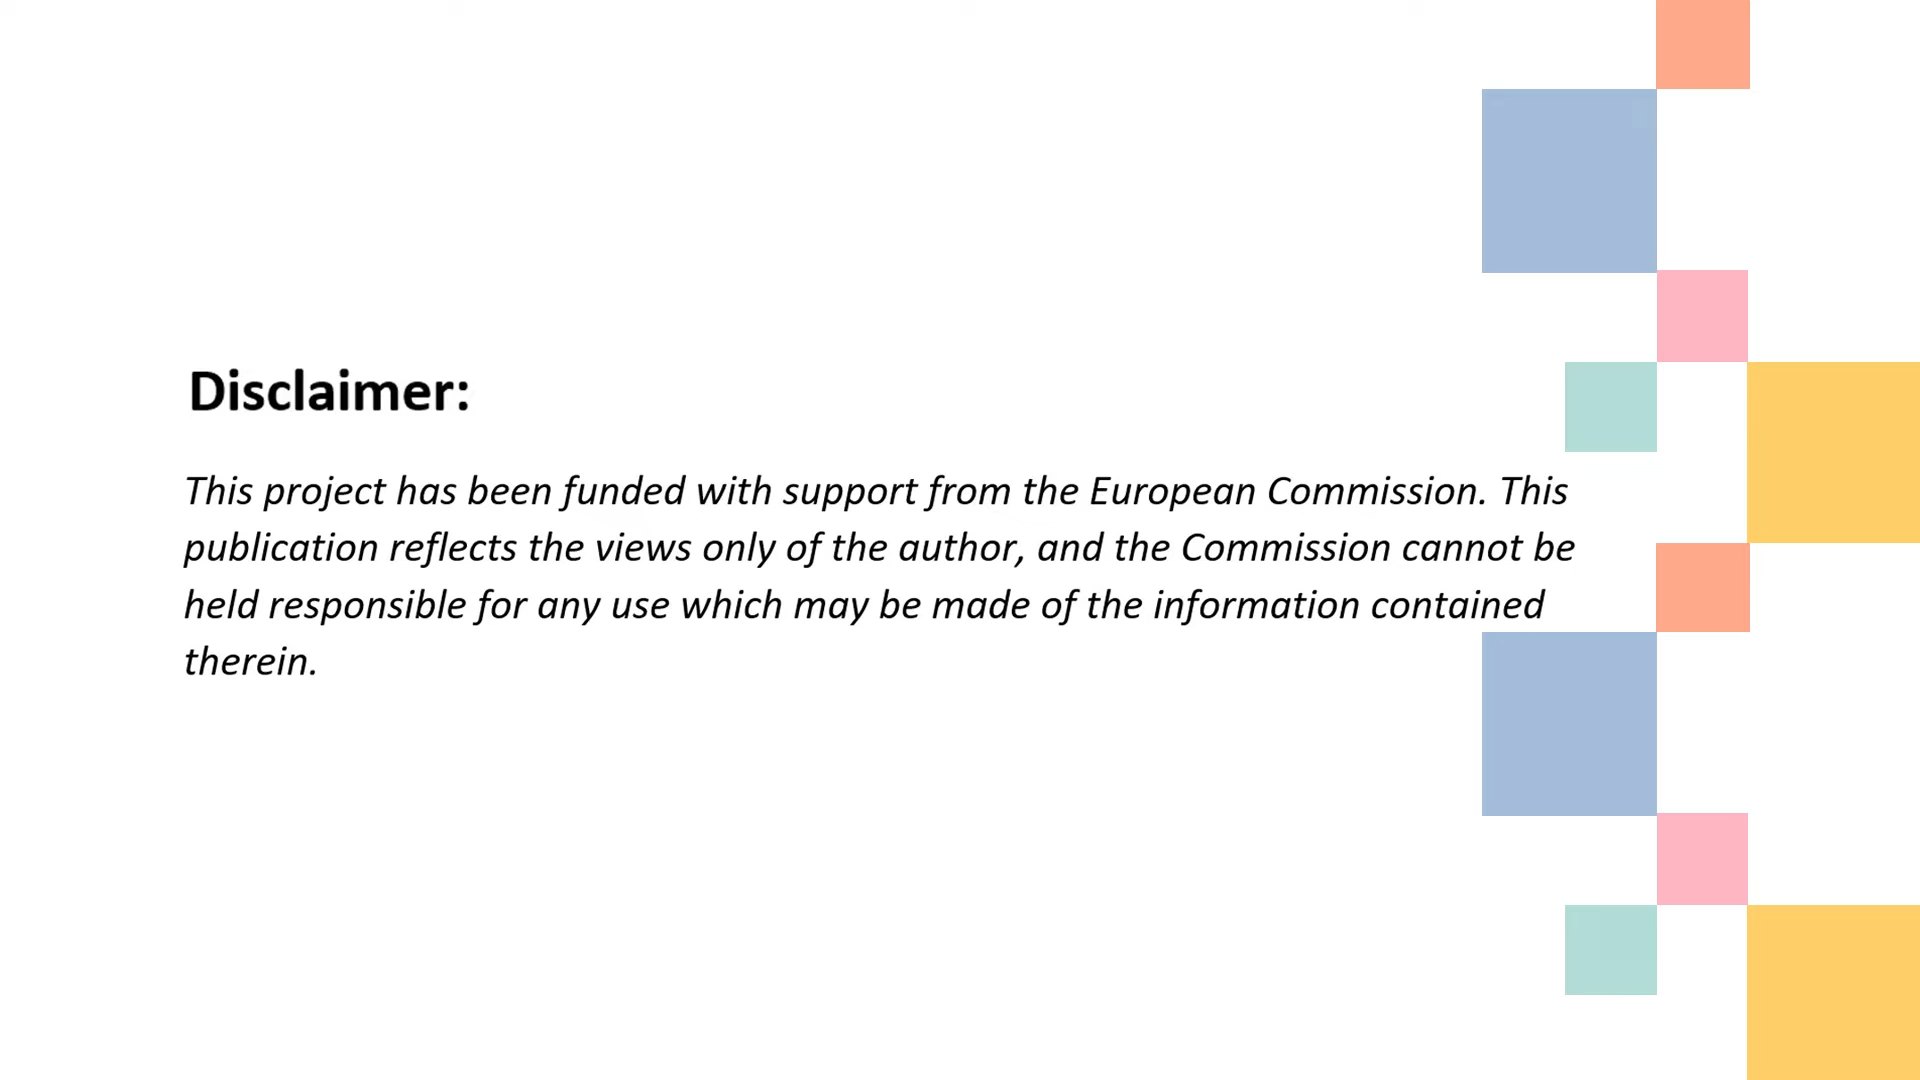 Disclaimer:
This project has been funded with support from the European Commission. This
publication reflects the views only of the author, and the Commission cannot be
held responsible for any use which may be made of the information contained
therein.